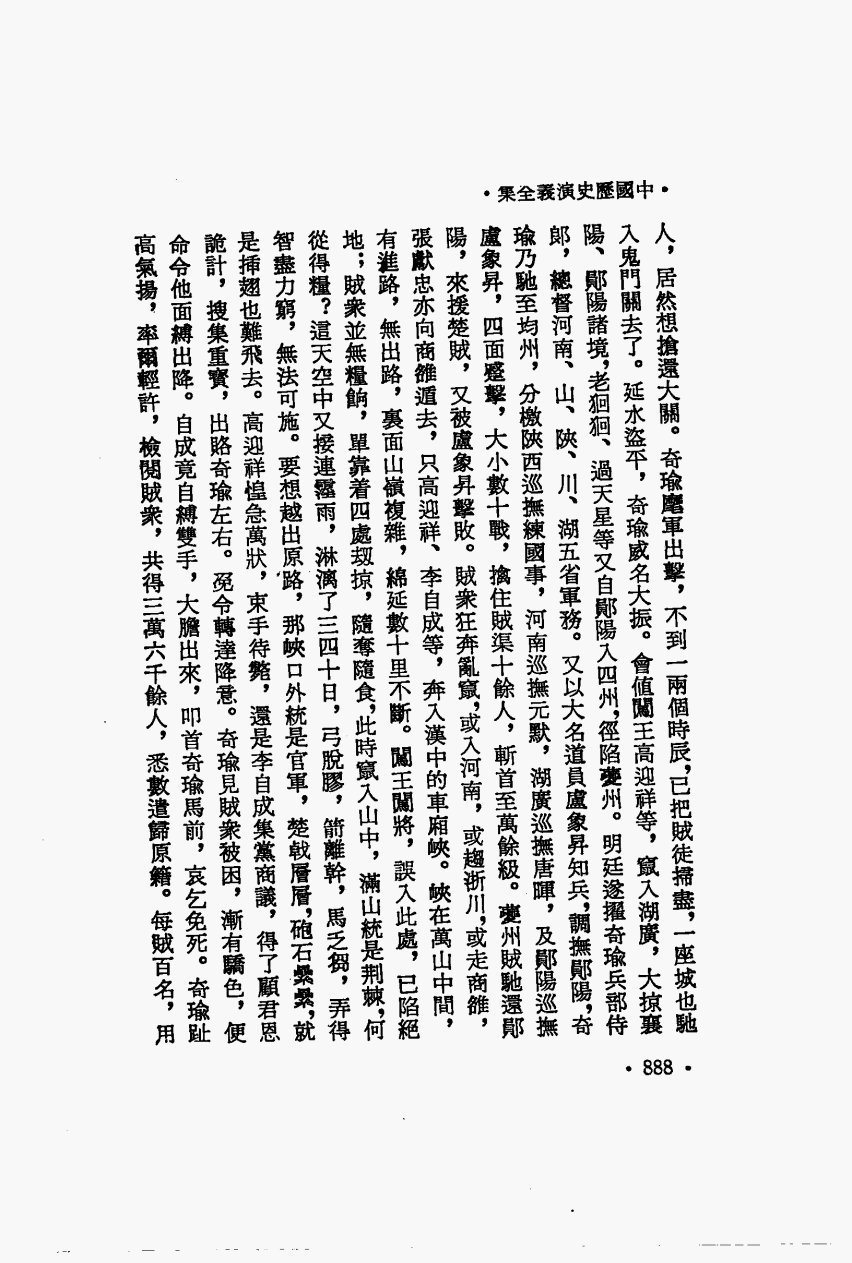 •中國歷史演義全集•
人，居然想搶還大關。奇瑜麾軍出擊，不到一兩個時辰，已把賊徒掃盡，一座城也馳
入鬼門關去了。延水盜平，奇瑜威名大振。會值闖王高迎祥等，竄入湖廣，大掠襄
陽、鄖陽諸境，老狪狪、過天星等又自鄖陽入四州，徑陷夔州。明廷遂擢奇瑜兵部侍
郎，總督河南、山、陝、川、湖五省軍務。又以大名道員盧象昇知兵，調撫鄖陽，奇
瑜乃馳至均州，分檄陝西巡撫練國事，河南巡撫元默，湖廣巡撫唐暉，及鄖陽巡撫
盧象昇，四面蹙擊，大小數十戰，擒住賊渠十餘人，斬首至萬餘級。夔州賊馳還鄖
陽，來援楚賊，又被盧象昇擊敗。賊衆狂奔亂竄，或入河南，或趨浙川，或走商雒，
張獻忠亦向商雒遁去，只高迎祥、李自成等，奔入漢中的車廂峽。峽在萬山中間，
有進路，無出路，裏面山嶺複雜，綿延數十里不斷。闖王闖將，誤入此處，已陷絕
地；賊衆並無糧餉，單靠着四處刼掠，隨奪隨食，此時竄入山中，滿山統是荆棘，何
從得糧？這天空中又接連霪雨，淋漓了三四十日，弓脫膠，箭離幹，馬乏芻，弄得
智盡力窮，無法可施。要想越出原路，那峽口外統是官軍，楚戟層層，砲石纍纍，就
是揷翅也難飛去。高迎祥惶急萬狀，束手待斃，還是李自成集黨商議，得了顧君恩
詭計，搜集重寳，出賂奇瑜左右。巫令轉達降意。奇瑜見賊衆被困，漸有驕色，便
命令他面縛出降。自成竟自縛雙手，大膽出來，叩首奇瑜馬前，哀乞免死。奇瑜趾
高氣揚，率爾輕許，檢閱賊衆，共得三萬六千餘人，悉數遣歸原籍。每賊百名，用
•888•